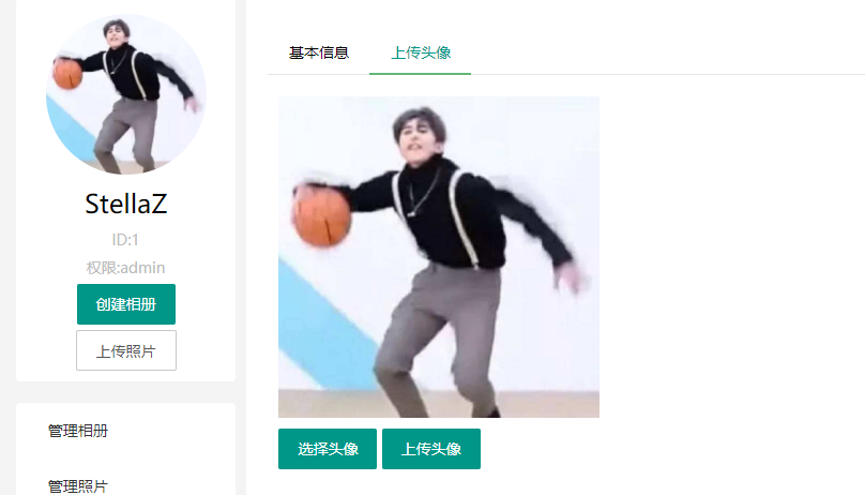 StellaZ
ID:1
权限:admin
创建相册
上传照片
管理相册
管理照片
基本信息 上传头像
选择头像 上传头像